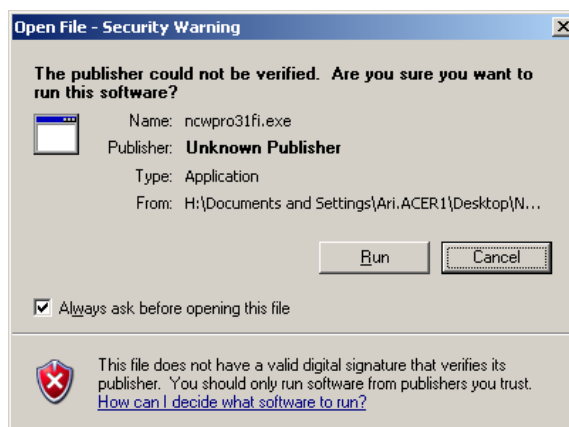 Open File - Security Warning
The publisher could not be verified.  Are you sure you want to
run this software?
Name: ncwpro31fi.exe
Publisher: Unknown Publisher
Type: Application
From: H:\Documents and Settings\Ari.ACER1\Desktop\N...
Run Cancel
Always ask before opening this file
This file does not have a valid digital signature that verifies its
publisher.  You should only run software from publishers you trust.
How can I decide what software to run?